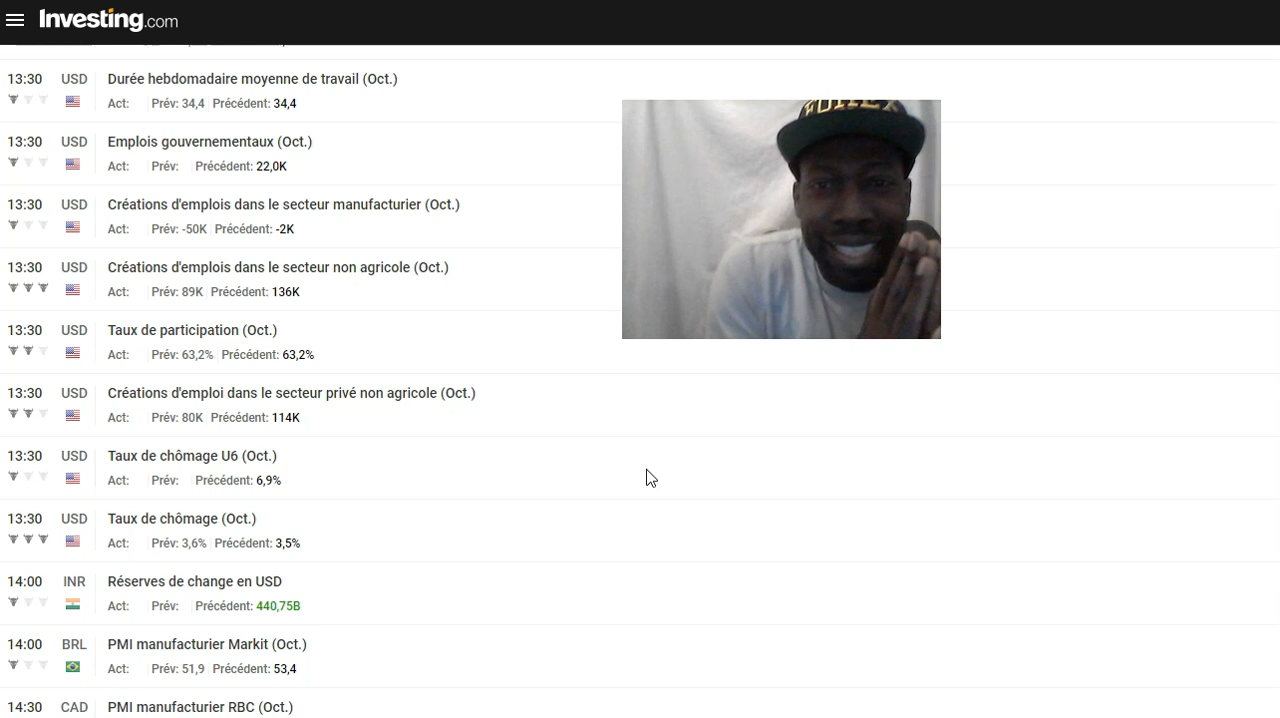 Investing.com
13:30 USD Durée hebdomadaire moyenne de travail (Oct.)
Act: Prév: 34,4 Précédent: 34,4
13:30 USD Emplois gouvernementaux (Oct.)
Act: Prév: Précédent: 22,0K
13:30 USD Créations d'emplois dans le secteur manufacturier (Oct.)
Act: Prév: -50K Précédent: -2K
13:30 USD Créations d'emplois dans le secteur non agricole (Oct.)
Act: Prév: 89K Précédent: 136K
13:30 USD Taux de participation (Oct.)
Act: Prév: 63,2% Précédent: 63,2%
13:30 USD Créations d'emploi dans le secteur privé non agricole (Oct.)
Act: Prév: 80K Précédent: 114K
13:30 USD Taux de chômage U6 (Oct.)
Act: Prév: Précédent: 6,9%
13:30 USD Taux de chômage (Oct.)
Act: Prév: 3,6% Précédent: 3,5%
14:00 INR Réserves de change en USD
Act: Prév: Précédent: 440,75B
14:00 BRL PMI manufacturier Markit (Oct.)
Act: Prév: 51,9 Précédent: 53,4
14:30 CAD PMI manufacturier RBC (Oct.)